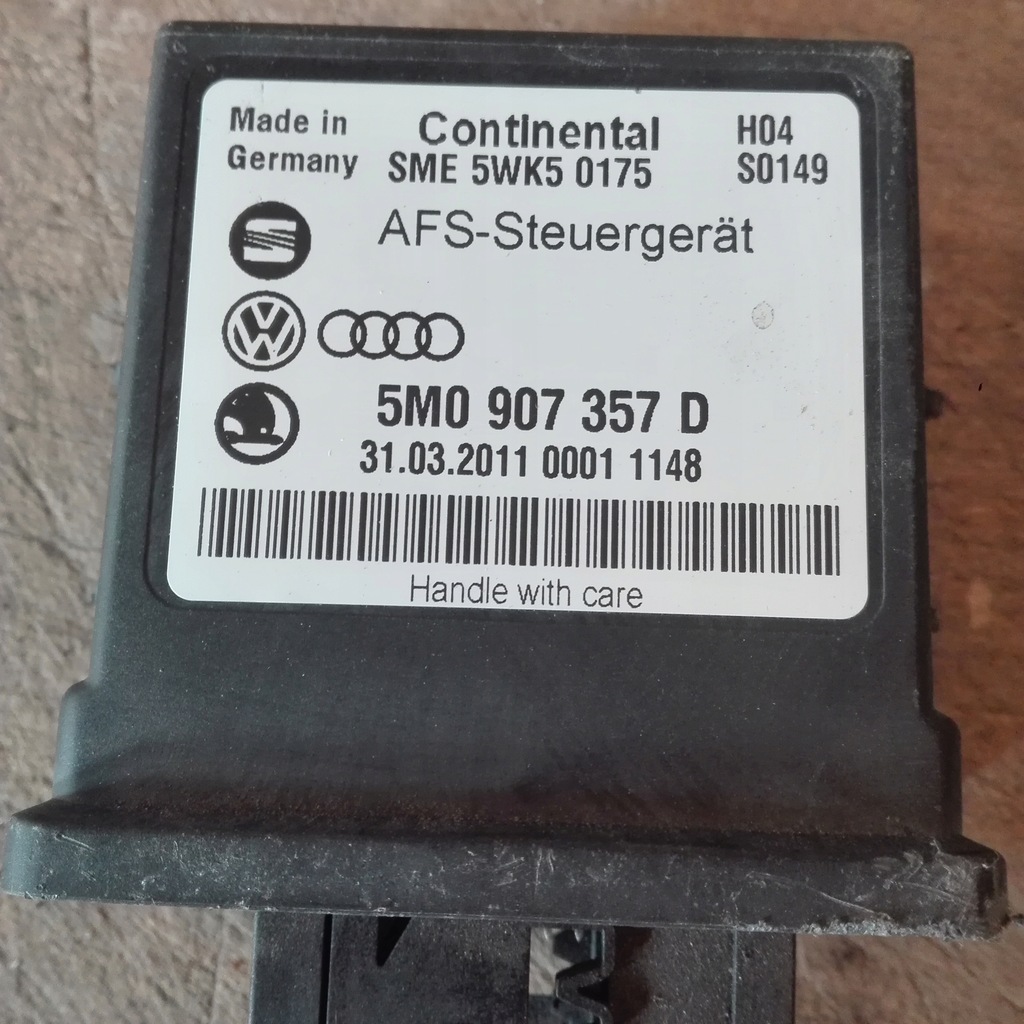 Made in Germany
Continental
SME 5WK5 0175
H04
S0149
AFS-Steuergerät
5M0 907 357 D
31.03.2011 0001 1148
Handle with care